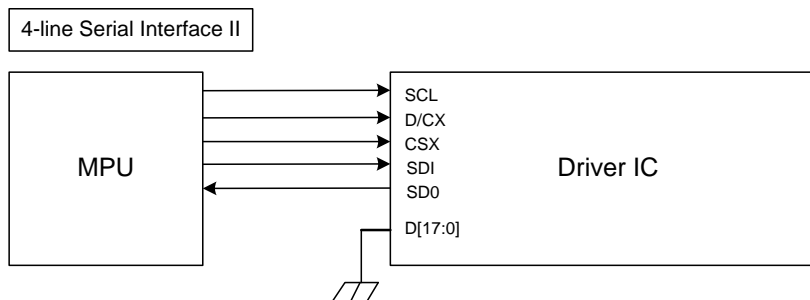 4-line Serial Interface II
MPU
SCL
D/CX
CSX
SDI
SD0
D[17:0]
Driver IC